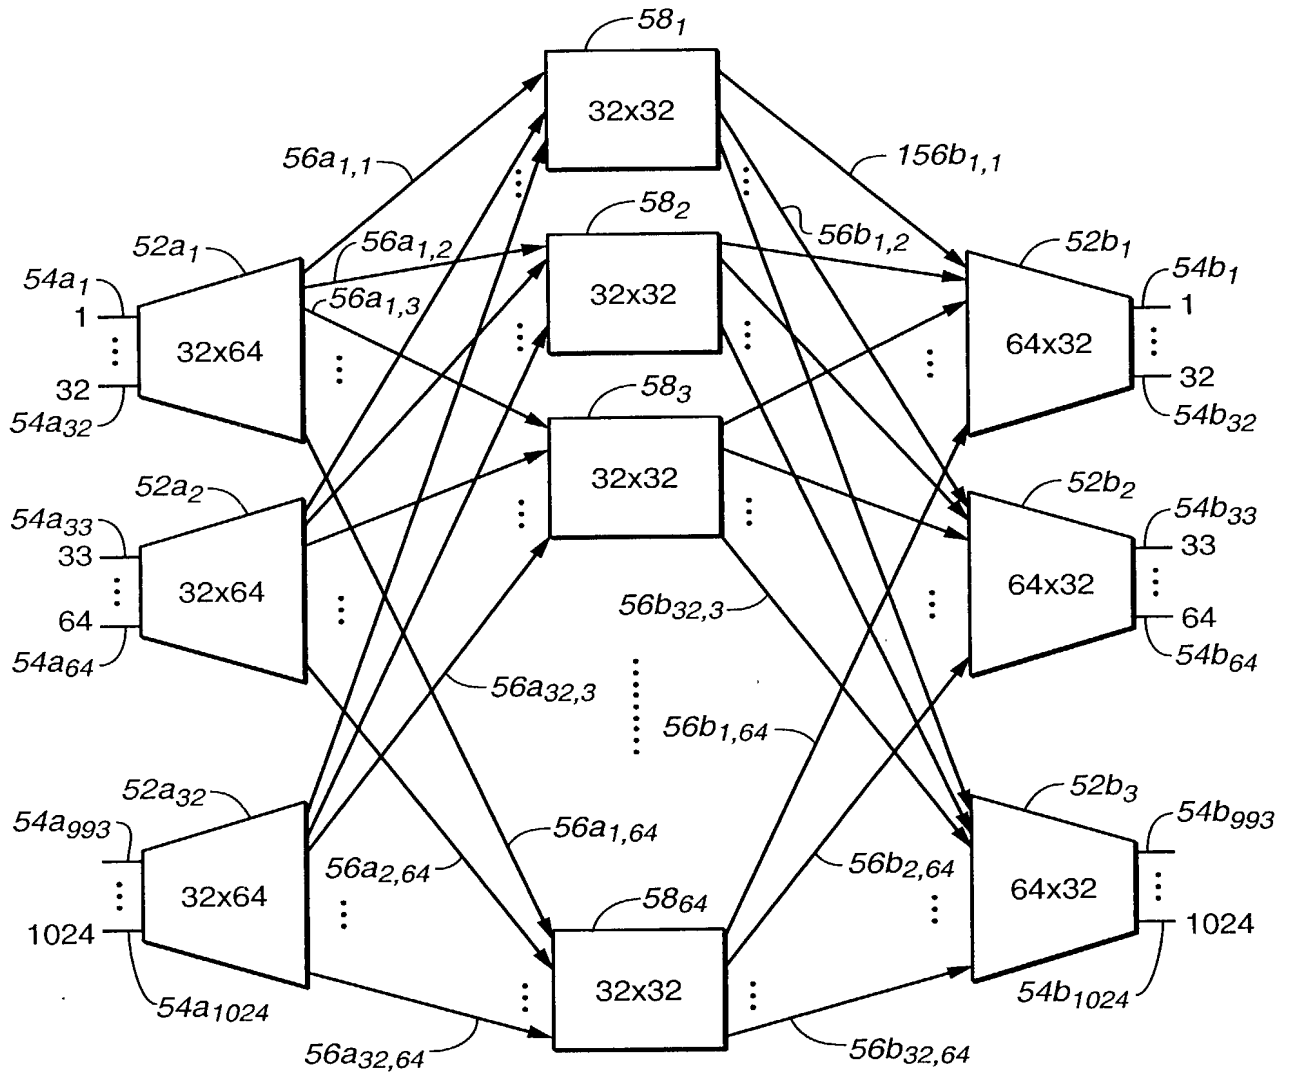 58₁
32x32
56a₁,₁
156b₁,₁
58₂
52a₁
56a₁,₂
56b₁,₂
52b₁
54a₁
54b₁
1
56a₁,₃
32x32
1
32x64
64x32
32
58₃
32
54a₃₂
54b₃₂
32x32
52a₂
52b₂
54a₃₃
54b₃₃
33
33
32x64
56b₃₂,₃
64x32
64
64
54a₆₄
54b₆₄
56a₃₂,₃
56b₁,₆₄
52a₃₂
52b₃
54a₉₉₃
56a₁,₆₄
54b₉₉₃
56a₂,₆₄
56b₂,₆₄
32x64
58₆₄
64x32
1024
1024
32x32
54a₁₀₂₄
54b₁₀₂₄
56a₃₂,₆₄
56b₃₂,₆₄